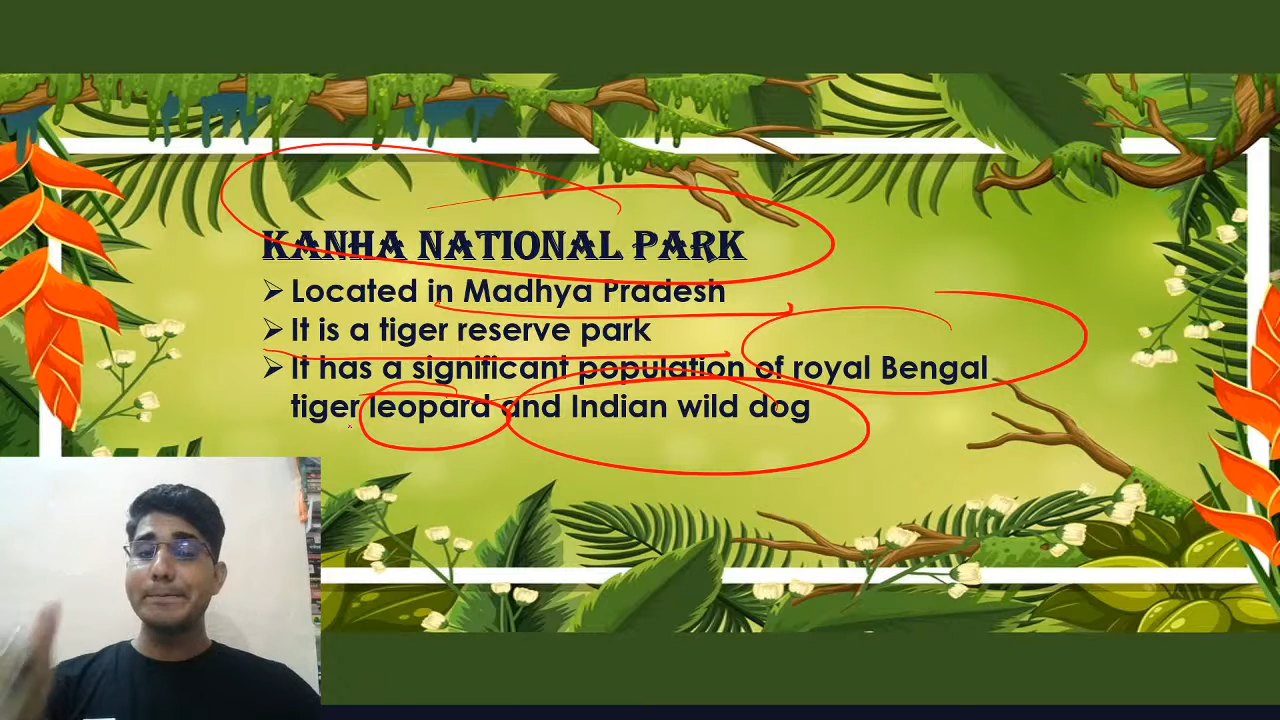 KANHA NATIONAL PARK
➢ Located in Madhya Pradesh
➢ It is a tiger reserve park
➢ It has a significant population of royal Bengal
tiger leopard and Indian wild dog